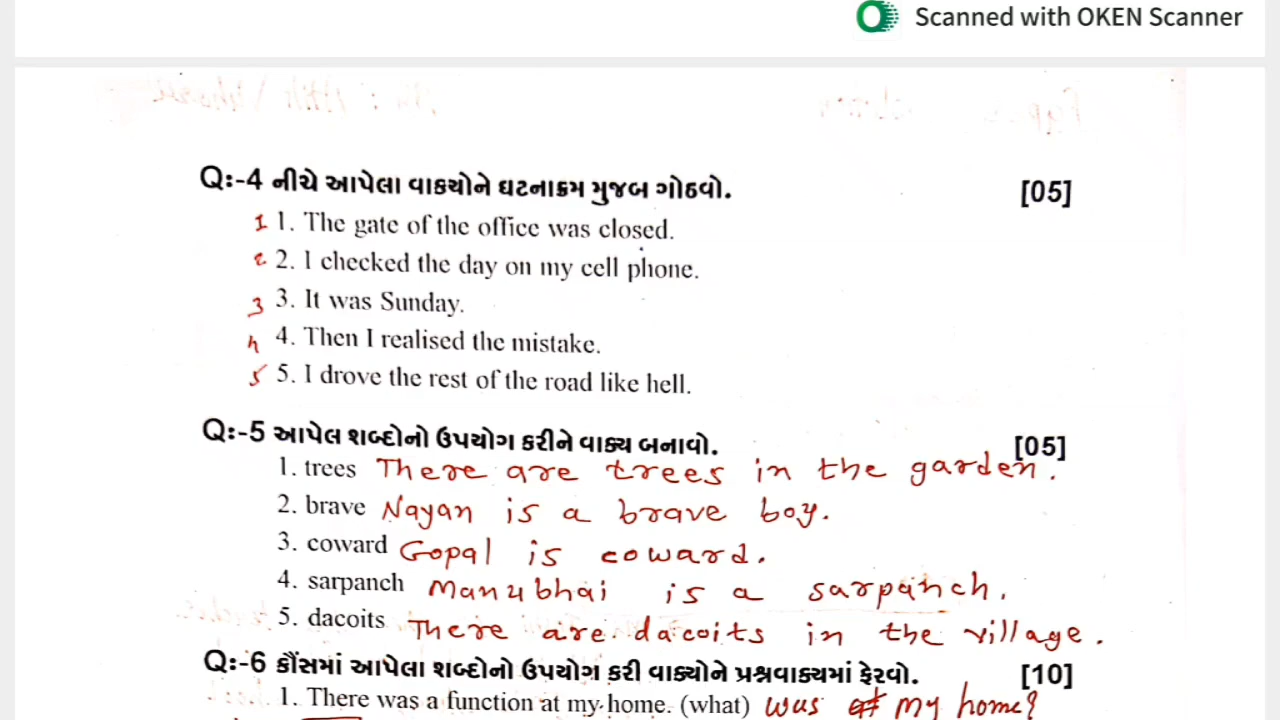 Scanned with OKEN Scanner
Q:-4 નીચે આપેલા વાક્યોને ઘટનાક્રમ મુજબ ગોઠવો. [05]
1 1. The gate of the office was closed.
2 2. I checked the day on my cell phone.
3 3. It was Sunday.
4 4. Then I realised the mistake.
5 5. I drove the rest of the road like hell.
Q:-5 આપેલ શબ્દોનો ઉપયોગ કરીને વાક્ય બનાવો. [05]
1. trees There are trees in the garden.
2. brave Nayan is a brave boy.
3. coward Gopal is coward.
4. sarpanch Manubhai is a sarpanch.
5. dacoits There are dacoits in the village.
Q:-6 કૌંસમાં આપેલા શબ્દોનો ઉપયોગ કરી વાક્યોને પ્રશ્નવાક્યમાં ફેરવો. [10]
1. There was a function at my home. (what) was at my home?